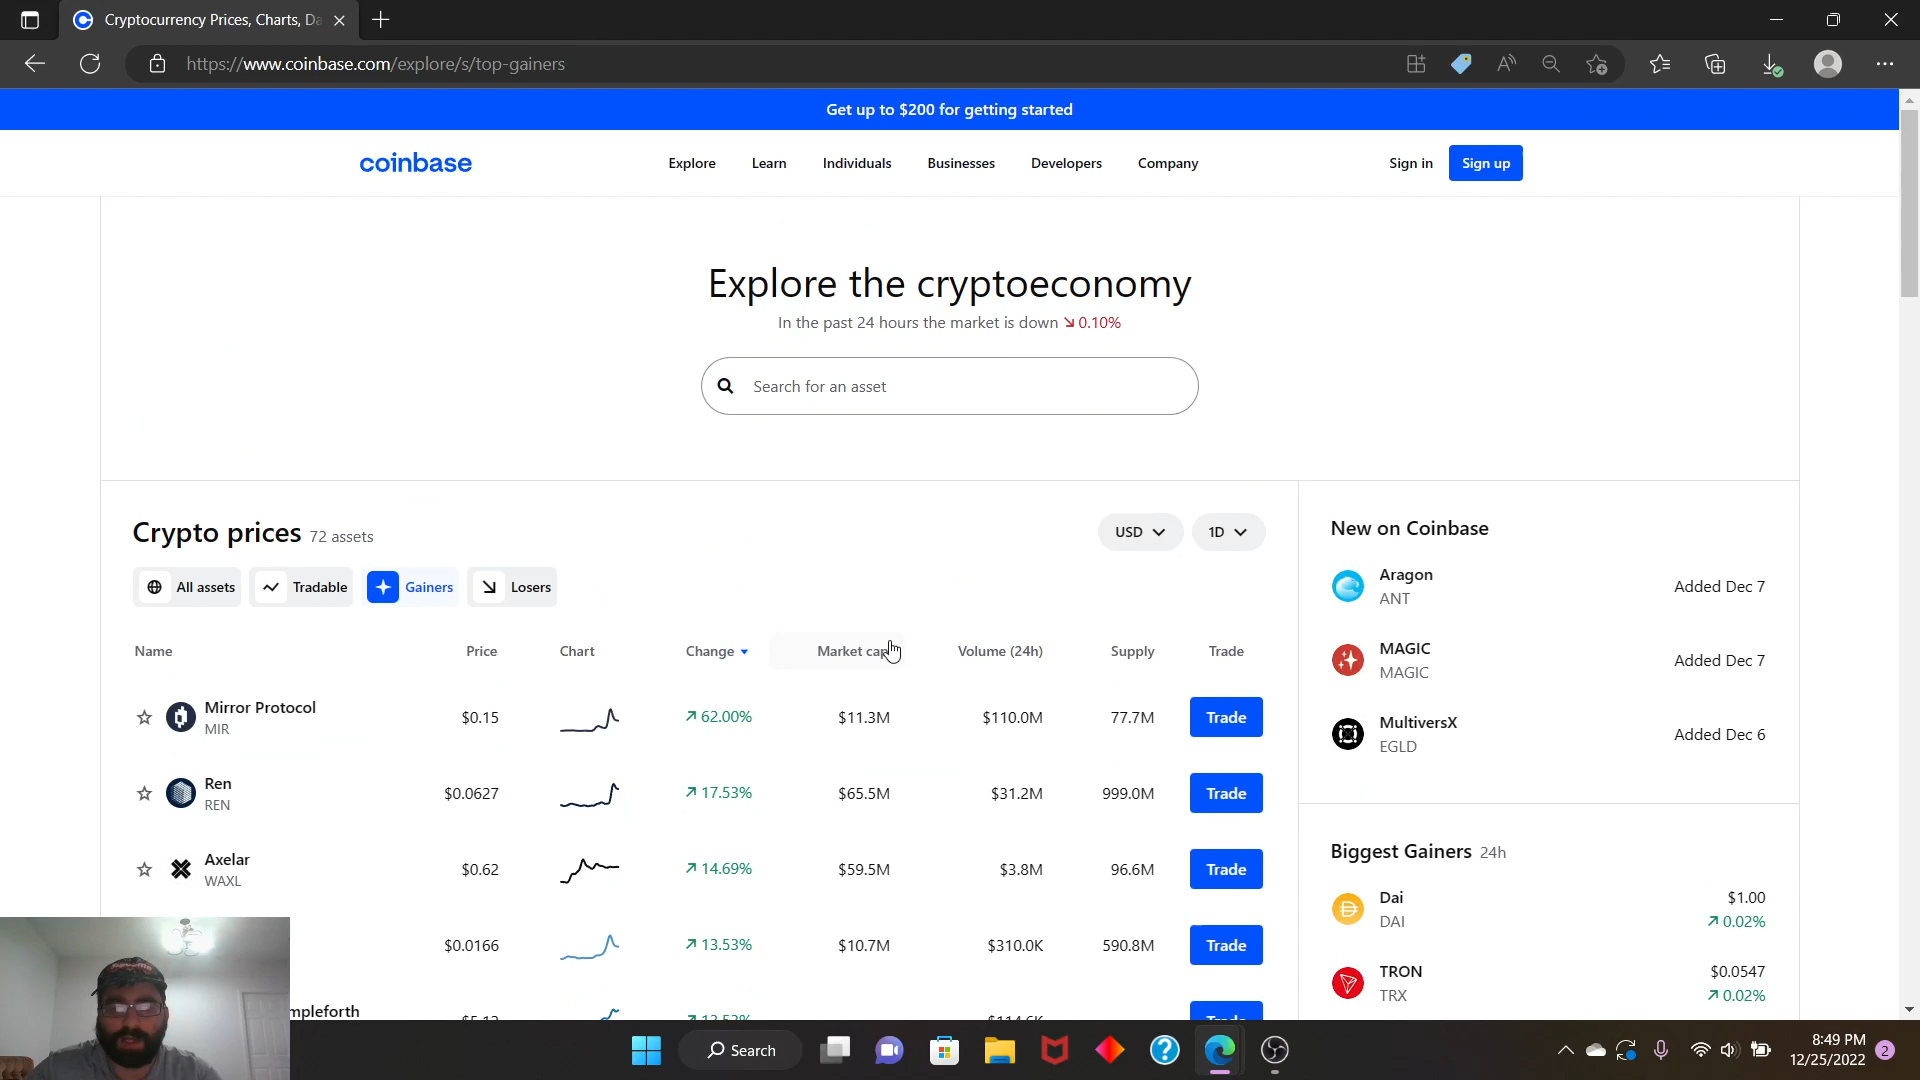 Cryptocurrency Prices, Charts, Da
https://www.coinbase.com/explore/s/top-gainers
Get up to $200 for getting started
coinbase
Explore
Learn
Individuals
Businesses
Developers
Company
Sign in
Sign up
Explore the cryptoeconomy
In the past 24 hours the market is down ↘ 0.10%
Search for an asset
Crypto prices 72 assets
USD
1D
All assets
Tradable
Gainers
Losers
Name Price Chart Change Market cap Volume (24h) Supply Trade
Mirror Protocol
MIR
$0.15 ↗ 62.00% $11.3M $110.0M 77.7M Trade
Ren
REN
$0.0627 ↗ 17.53% $65.5M $31.2M 999.0M Trade
Axelar
WAXL
$0.62 ↗ 14.69% $59.5M $3.8M 96.6M Trade
$0.0166 ↗ 13.53% $10.7M $310.0K 590.8M Trade
mpleforth
New on Coinbase
Aragon
ANT
Added Dec 7
MAGIC
MAGIC
Added Dec 7
MultiversX
EGLD
Added Dec 6
Biggest Gainers 24h
Dai
DAI
$1.00
↗ 0.02%
TRON
TRX
$0.0547
↗ 0.02%
Search
8:49 PM
12/25/2022
2